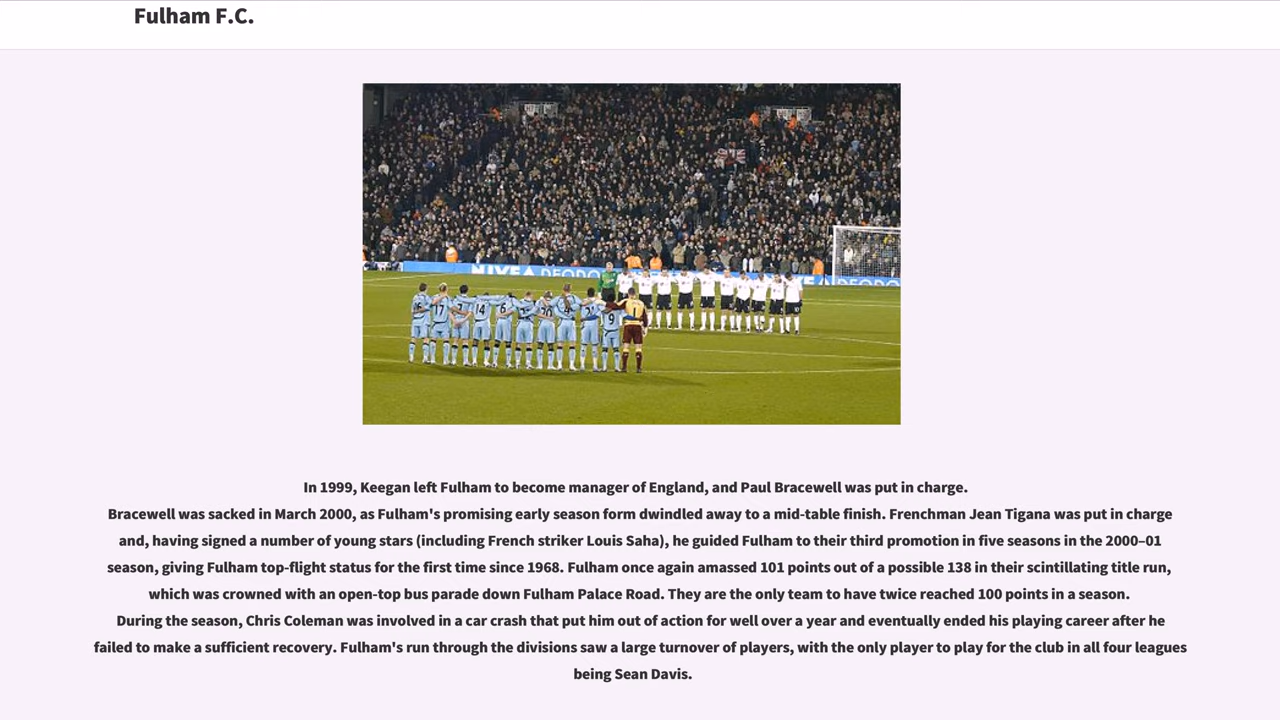 Fulham F.C.
NIVEA DEODO
KE
17
14
6
9
1
In 1999, Keegan left Fulham to become manager of England, and Paul Bracewell was put in charge.
Bracewell was sacked in March 2000, as Fulham's promising early season form dwindled away to a mid-table finish. Frenchman Jean Tigana was put in charge
and, having signed a number of young stars (including French striker Louis Saha), he guided Fulham to their third promotion in five seasons in the 2000–01
season, giving Fulham top-flight status for the first time since 1968. Fulham once again amassed 101 points out of a possible 138 in their scintillating title run,
which was crowned with an open-top bus parade down Fulham Palace Road. They are the only team to have twice reached 100 points in a season.
During the season, Chris Coleman was involved in a car crash that put him out of action for well over a year and eventually ended his playing career after he
failed to make a sufficient recovery. Fulham's run through the divisions saw a large turnover of players, with the only player to play for the club in all four leagues
being Sean Davis.